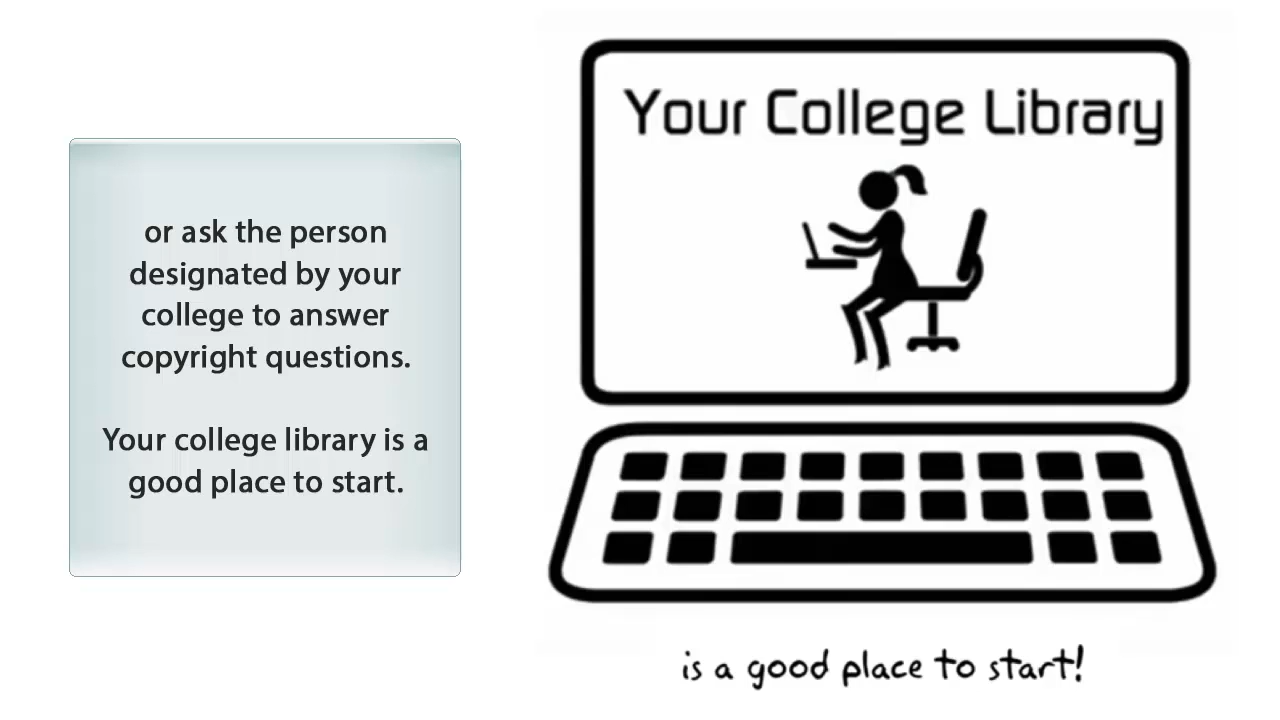 or ask the person
designated by your
college to answer
copyright questions.
Your college library is a
good place to start.
Your College Library
is a good place to start!